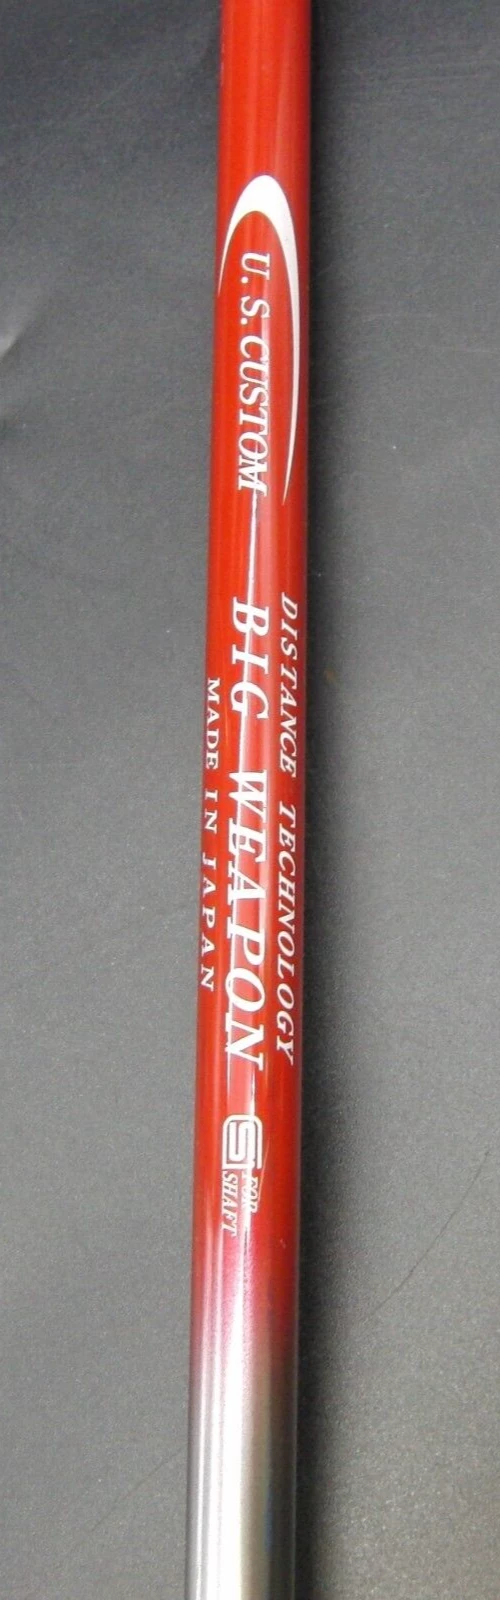 U. S. CUSTOM
DISTANCE TECHNOLOGY
BIG WEAPON
MADE IN JAPAN
S FOR
SHAFT